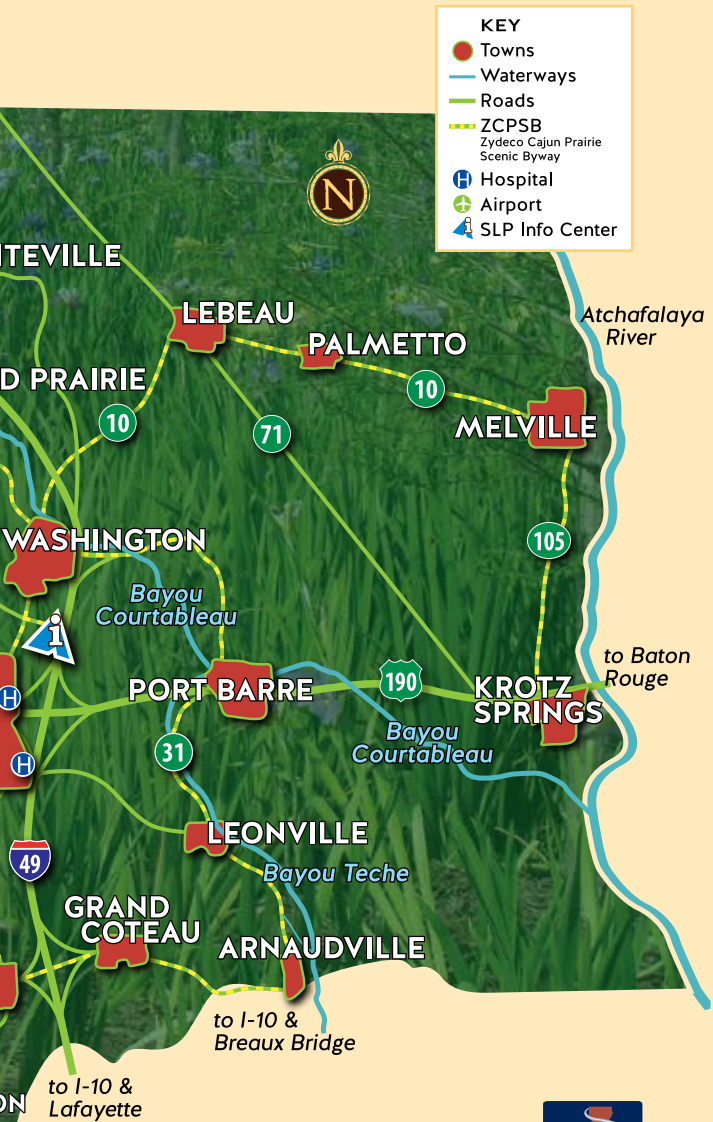 KEY
Towns
Waterways
Roads
ZCPSB
Zydeco Cajun Prairie
Scenic Byway
H Hospital
Airport
i SLP Info Center
N
ITEVILLE
LEBEAU
Atchafalaya
River
PALMETTO
D PRAIRIE
10
10
71
MELVILLE
WASHINGTON
105
Bayou
Courtableau
i
to Baton
Rouge
PORT BARRE
190
KROTZ
SPRINGS
H
Bayou
Courtableau
31
H
LEONVILLE
49
Bayou Teche
GRAND
COTEAU
ARNAUDVILLE
to I-10 &
Breaux Bridge
to I-10 &
Lafayette
ON